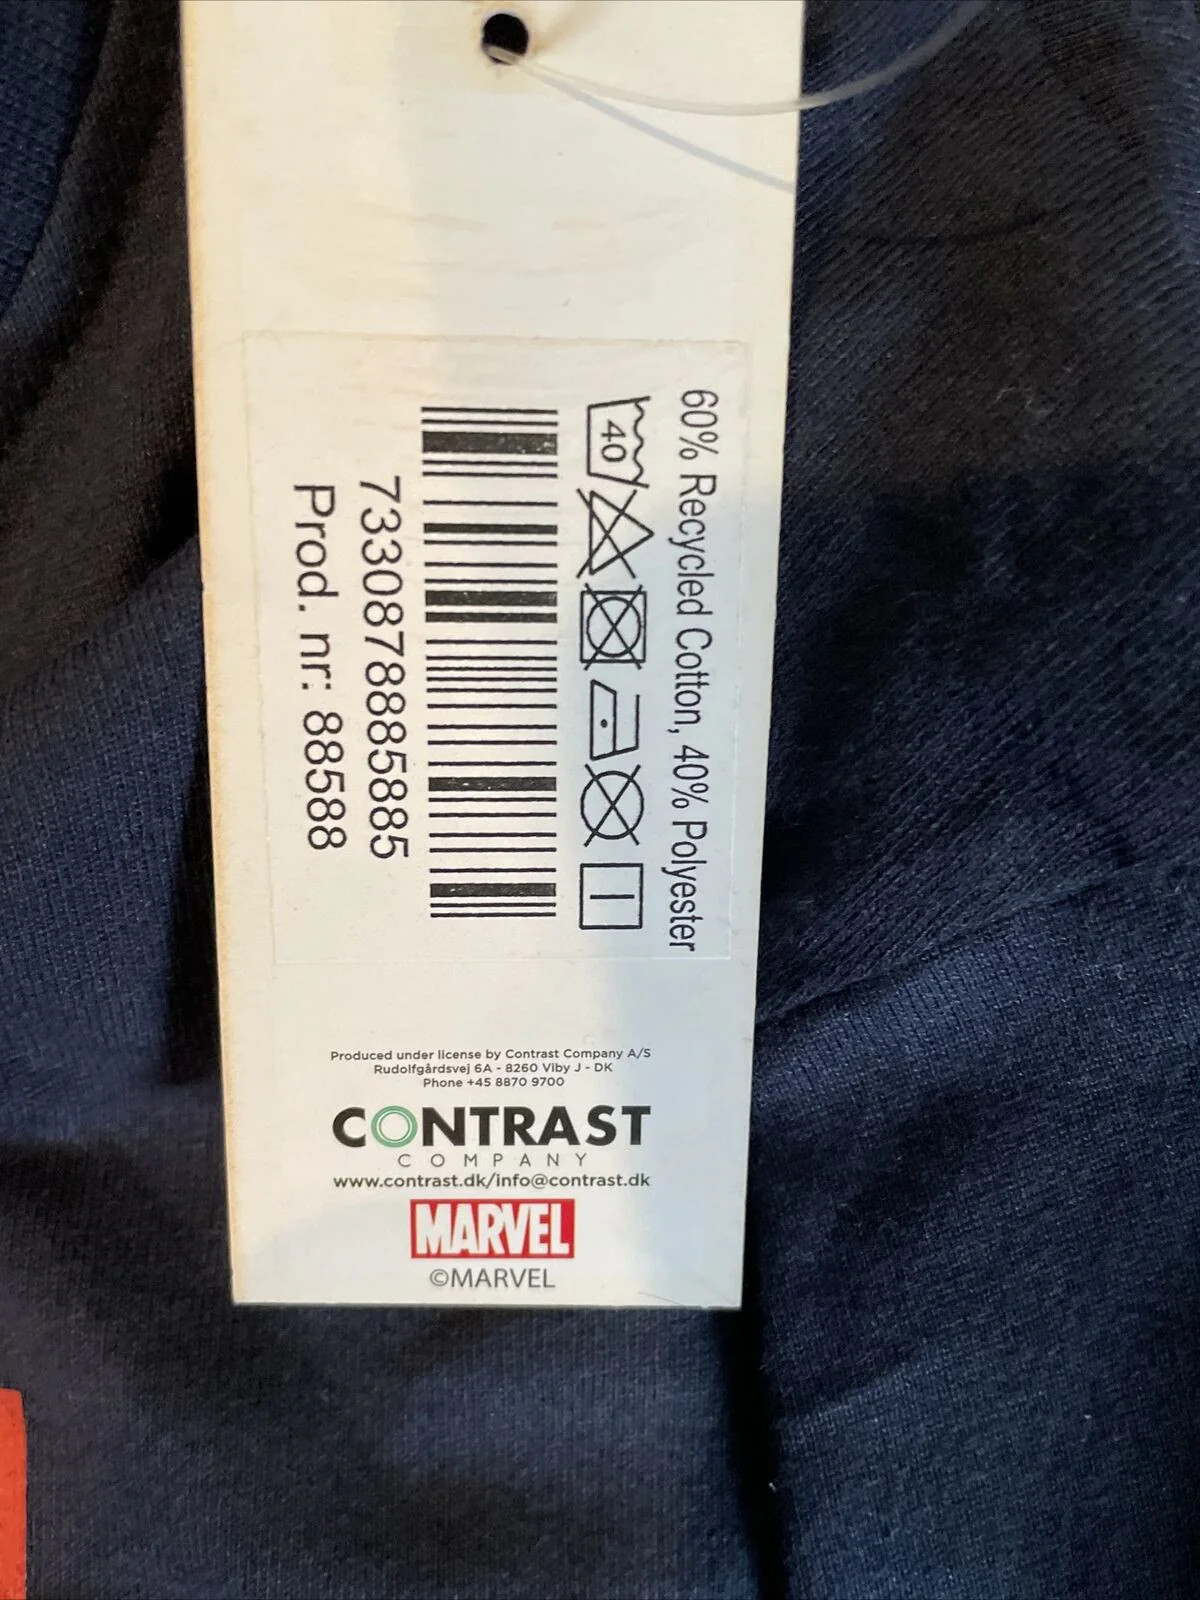 60% Recycled Cotton, 40% Polyester
40
7330878885885
Prod. nr: 88588
Produced under license by Contrast Company A/S
Rudolfgårdsvej 6A - 8260 Viby J - DK
Phone +45 8870 9700
CONTRAST
COMPANY
www.contrast.dk/info@contrast.dk
MARVEL
©MARVEL